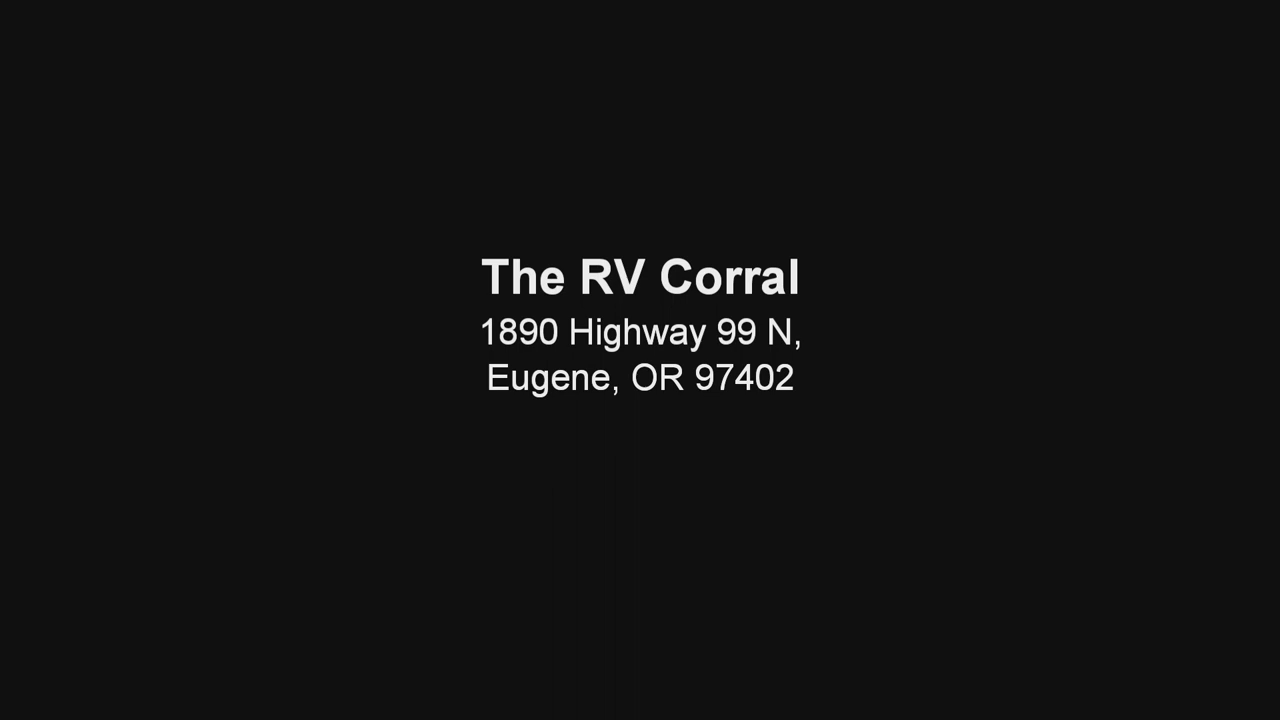 The RV Corral
1890 Highway 99 N,
Eugene, OR 97402